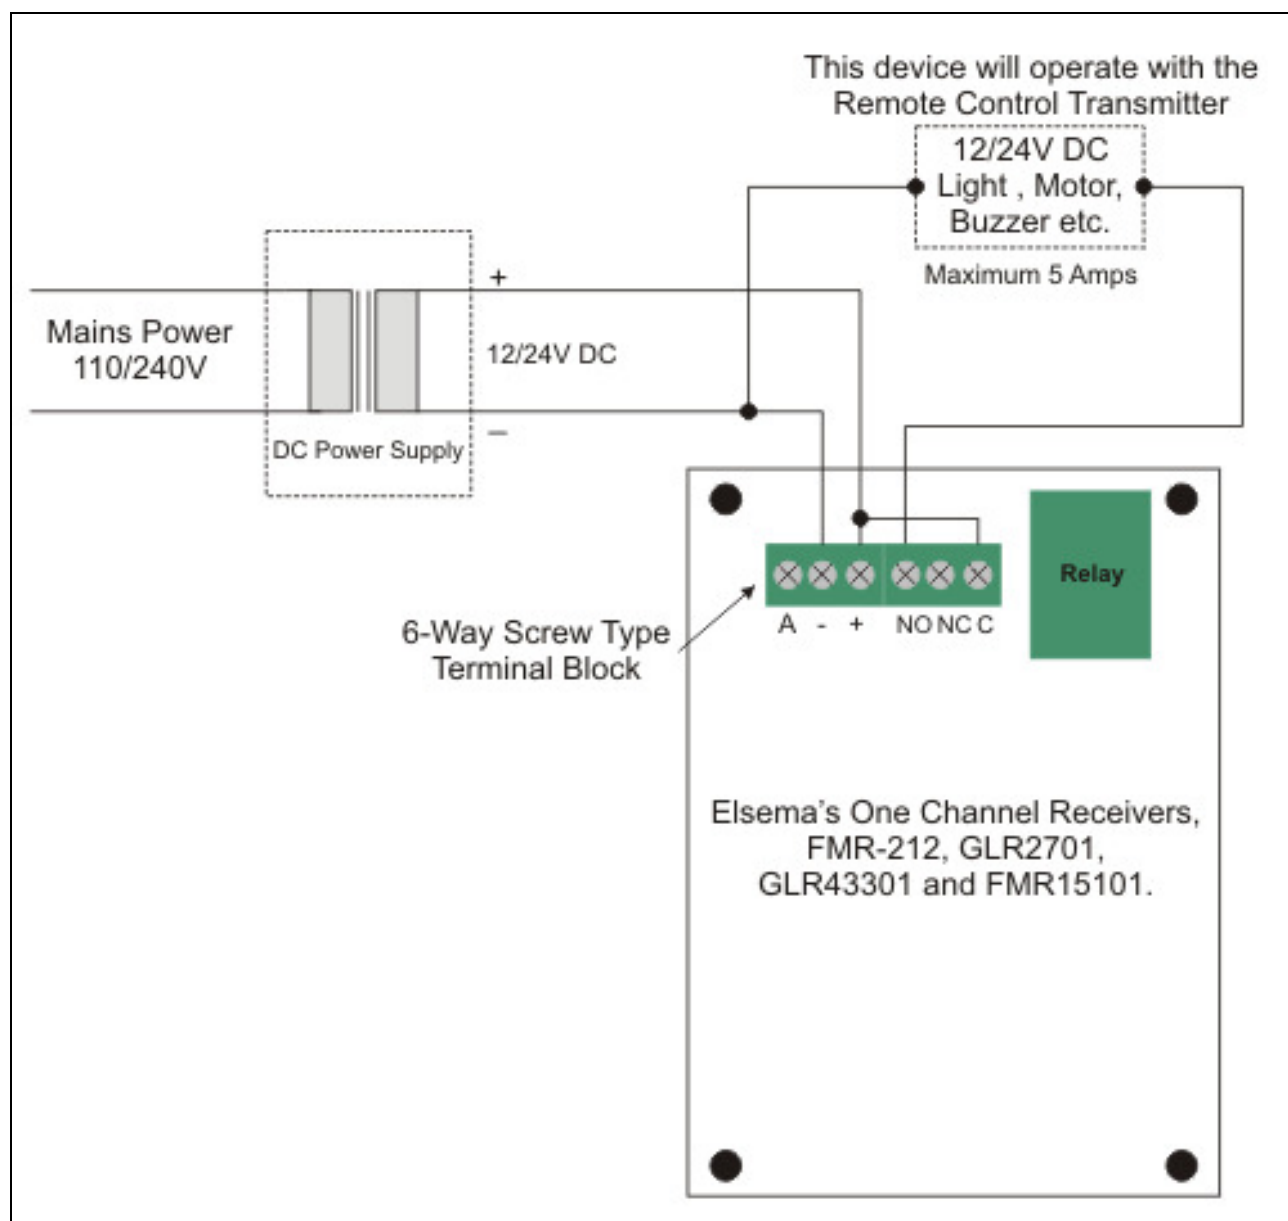 This device will operate with the
Remote Control Transmitter
12/24V DC
Light , Motor,
Buzzer etc.
Maximum 5 Amps
+
Mains Power
110/240V
12/24V DC
–
DC Power Supply
Relay
A - + NO NC C
6-Way Screw Type
Terminal Block
Elsema’s One Channel Receivers,
FMR-212, GLR2701,
GLR43301 and FMR15101.